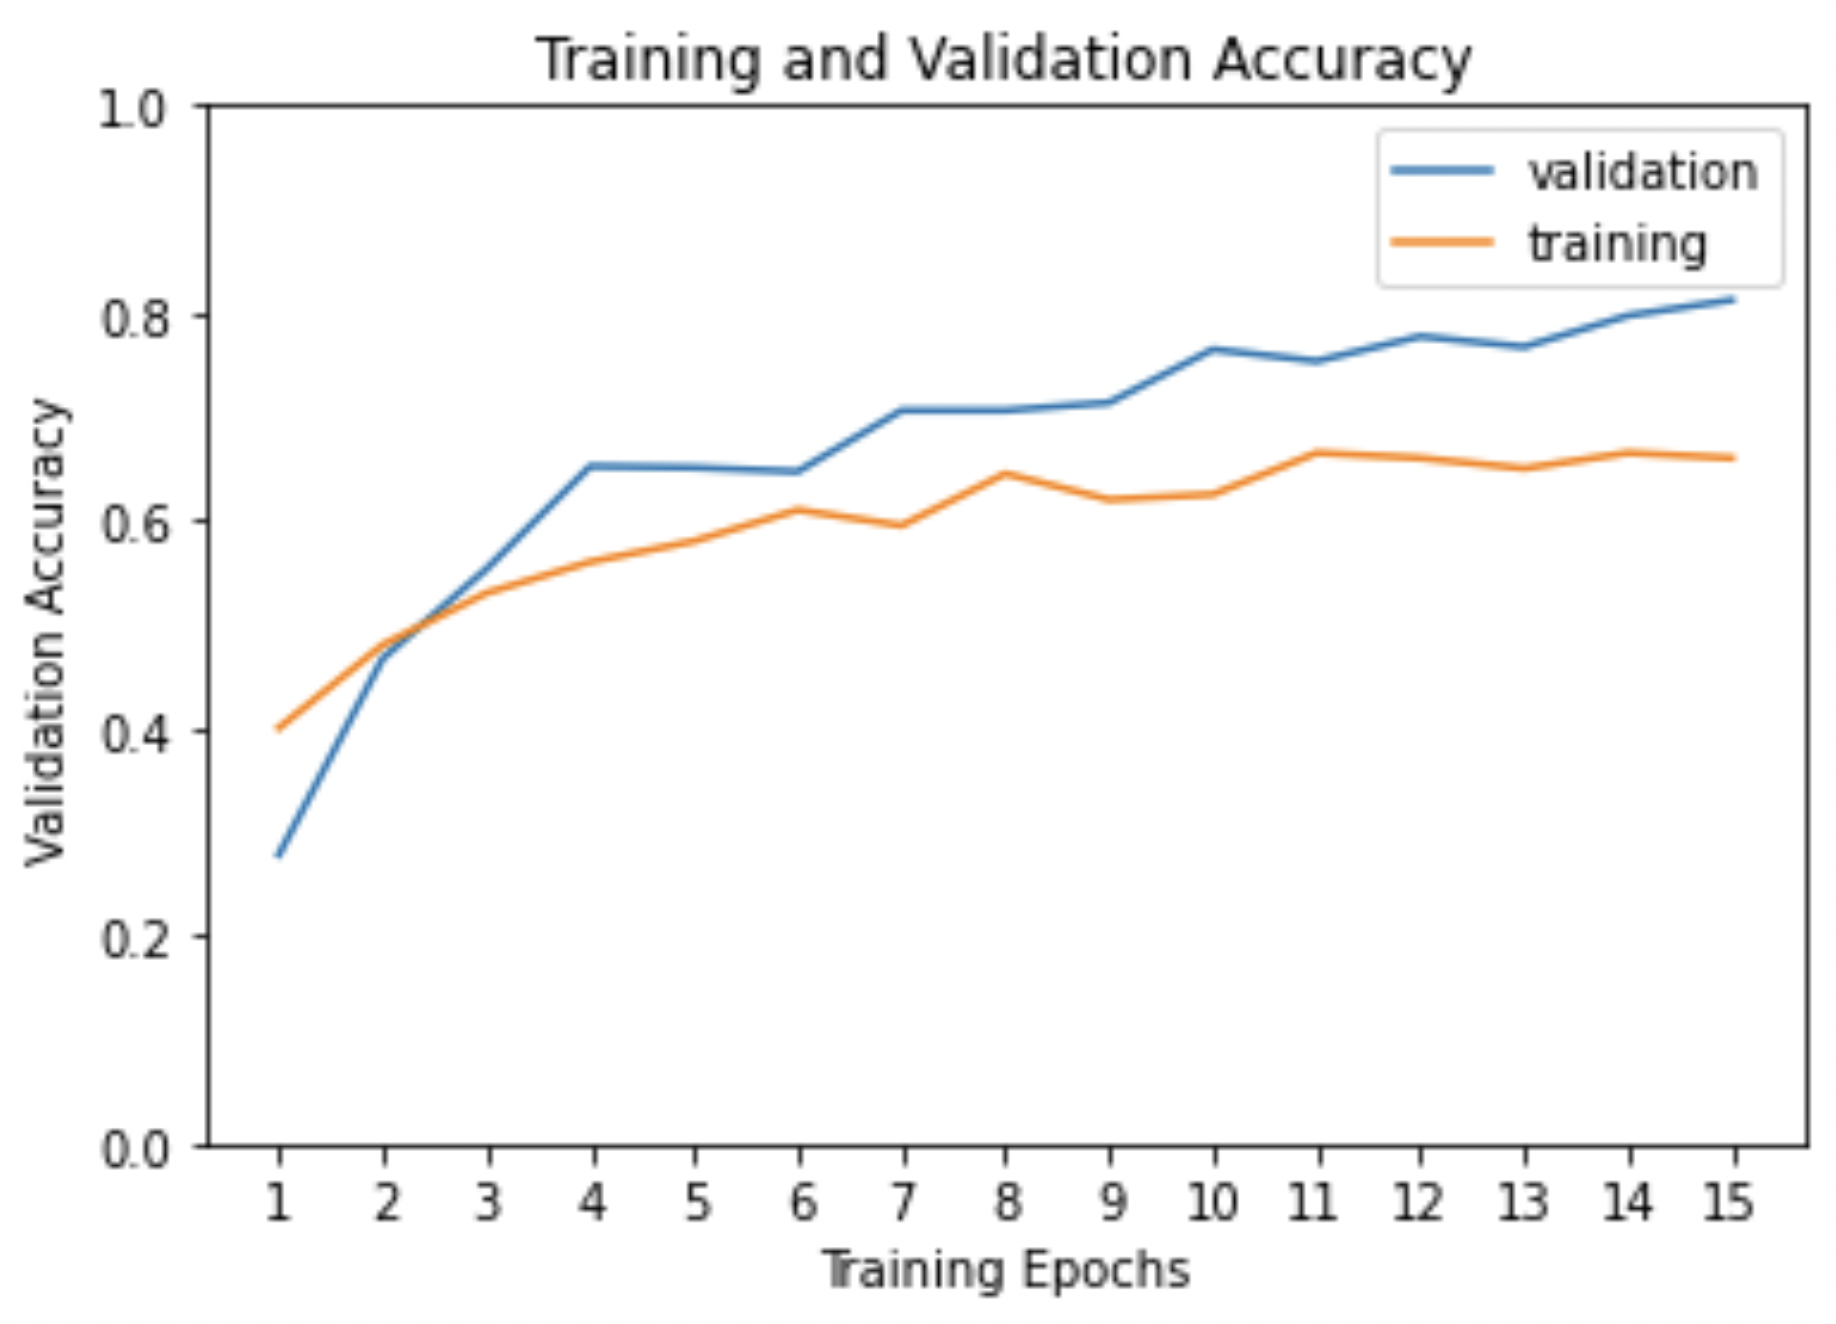 Training and Validation Accuracy
validation
training
1.0
0.8
0.6
0.4
0.2
0.0
Validation Accuracy
1 2 3 4 5 6 7 8 9 10 11 12 13 14 15
Training Epochs